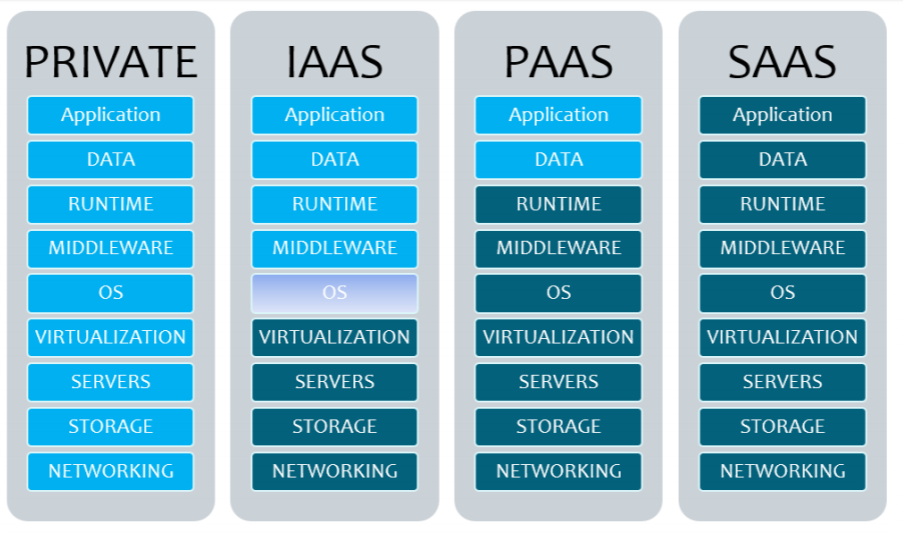 PRIVATE
Application
DATA
RUNTIME
MIDDLEWARE
OS
VIRTUALIZATION
SERVERS
STORAGE
NETWORKING
IAAS
Application
DATA
RUNTIME
MIDDLEWARE
OS
VIRTUALIZATION
SERVERS
STORAGE
NETWORKING
PAAS
Application
DATA
RUNTIME
MIDDLEWARE
OS
VIRTUALIZATION
SERVERS
STORAGE
NETWORKING
SAAS
Application
DATA
RUNTIME
MIDDLEWARE
OS
VIRTUALIZATION
SERVERS
STORAGE
NETWORKING